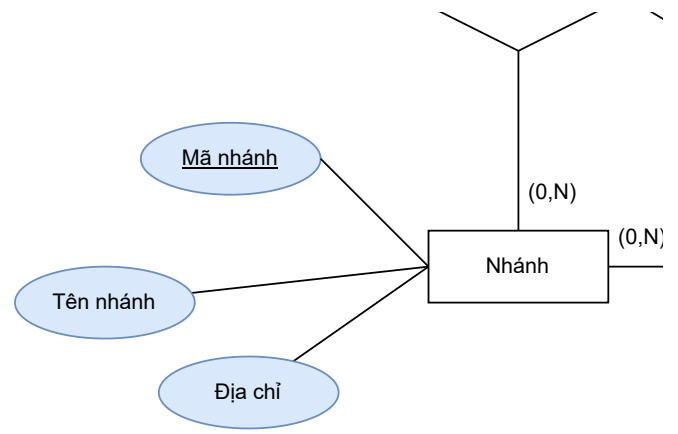 Mã nhánh
(0,N)
(0,N)
Nhánh
Tên nhánh
Địa chỉ